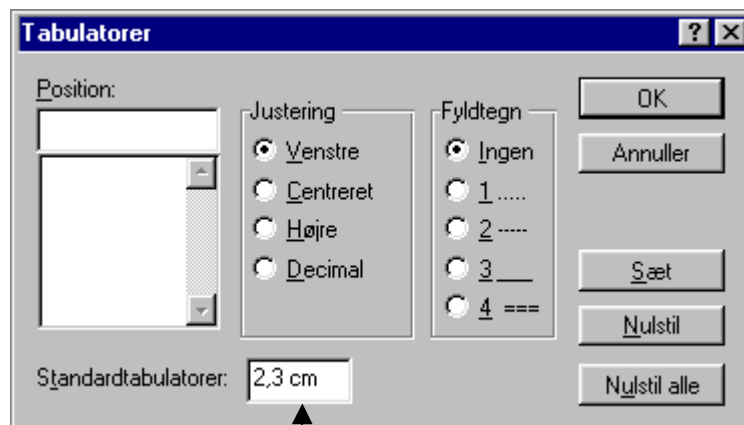 Tabulatorer
Position:
Justering
Venstre
Centreret
Højre
Decimal
Fyldtegn
Ingen
1 .....
2 -----
3 ___
4 ===
OK
Annuller
Sæt
Nulstil
Nulstil alle
Standardtabulatorer: 2,3 cm